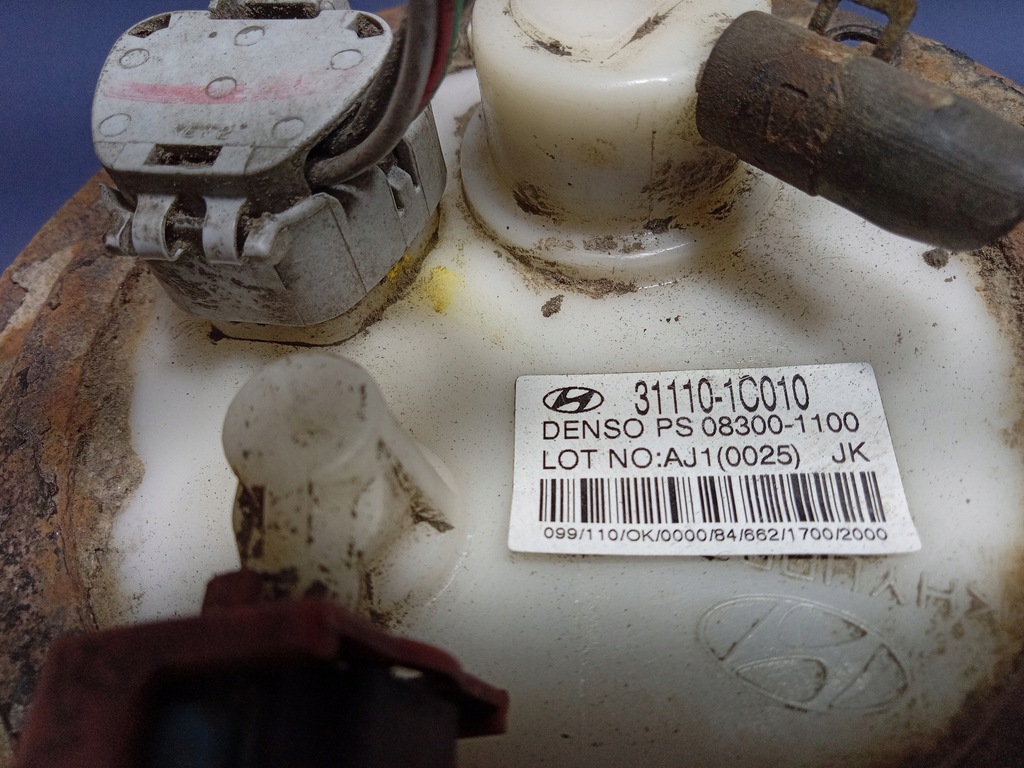 31110-1C010
DENSO PS 08300-1100
LOT NO:AJ1(0025) JK
099/110/OK/0000/84/662/1700/2000